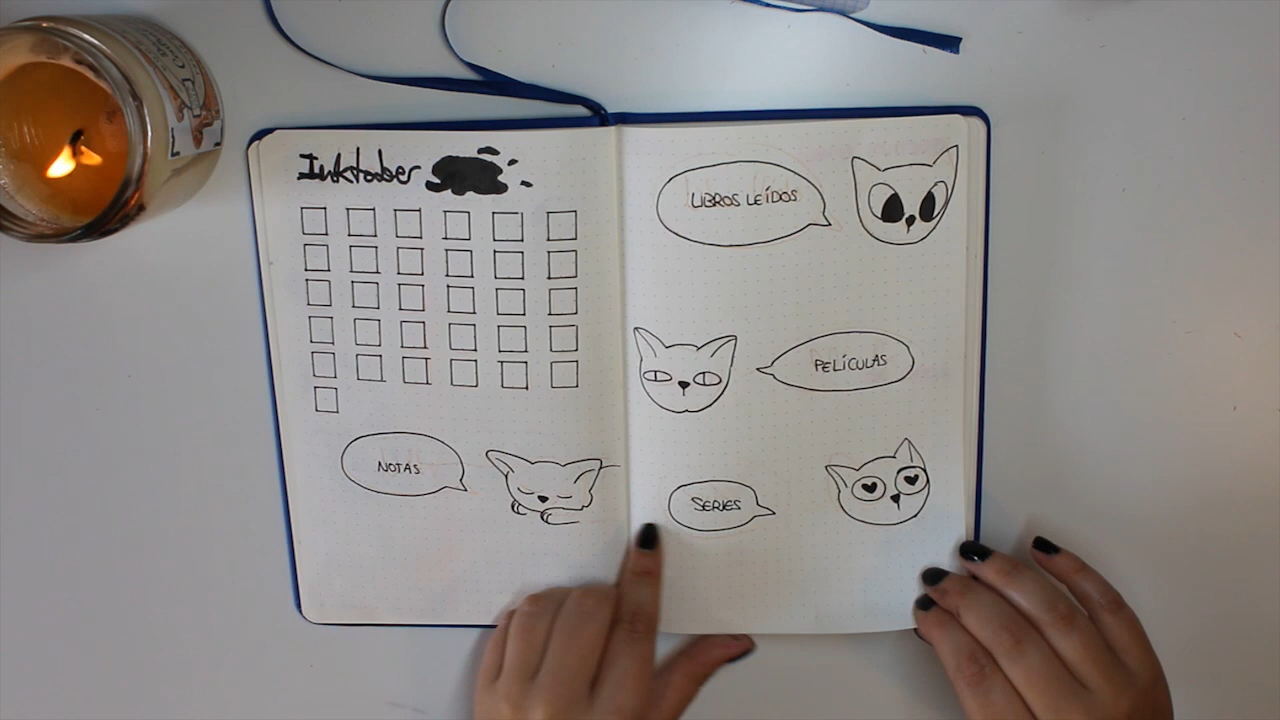 Inktober
NOTAS
LIBROS LEÍDOS
PELÍCULAS
SERIES